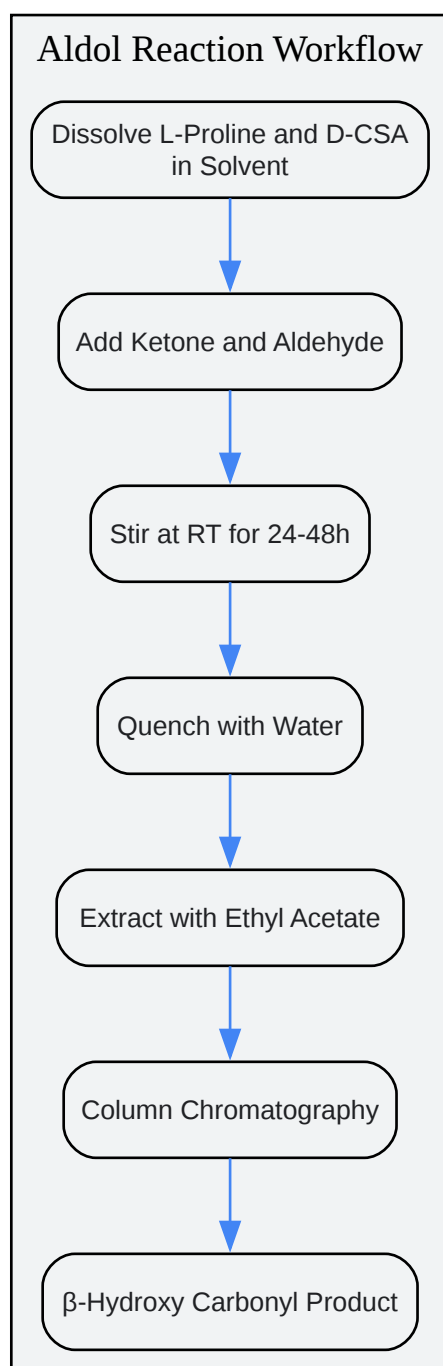 Aldol Reaction Workflow
Dissolve L-Proline and D-CSA
in Solvent
Add Ketone and Aldehyde
Stir at RT for 24-48h
Quench with Water
Extract with Ethyl Acetate
Column Chromatography
β-Hydroxy Carbonyl Product